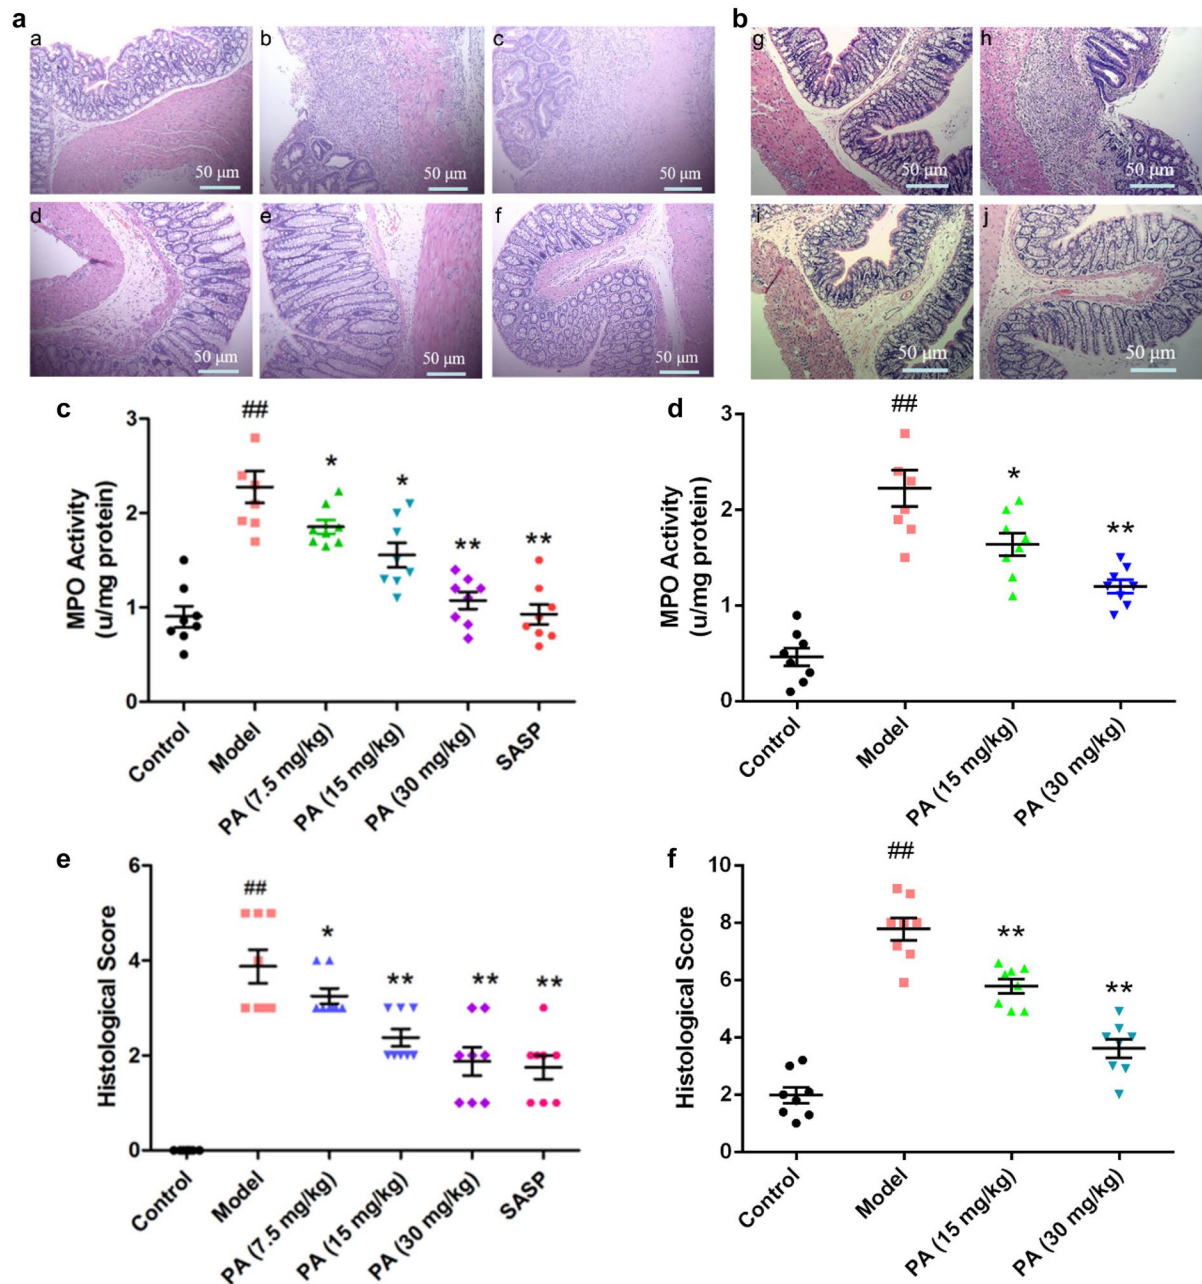 a
b
a
b
c
g
h
50 μm
50 μm
50 μm
50 μm
50 μm
d
e
f
i
j
50 μm
50 μm
50 μm
50 μm
50 μm
c
##
*
*
**
**
3
2
1
0
MPO Activity
(u/mg protein)
Control
Model
PA (7.5 mg/kg)
PA (15 mg/kg)
PA (30 mg/kg)
SASP
d
##
*
**
3
2
1
0
MPO Activity
(u/mg protein)
Control
Model
PA (15 mg/kg)
PA (30 mg/kg)
e
##
*
**
**
**
6
4
2
0
Histological Score
Control
Model
PA (7.5 mg/kg)
PA (15 mg/kg)
PA (30 mg/kg)
SASP
f
##
**
**
10
8
6
4
2
0
Histological Score
Control
Model
PA (15 mg/kg)
PA (30 mg/kg)